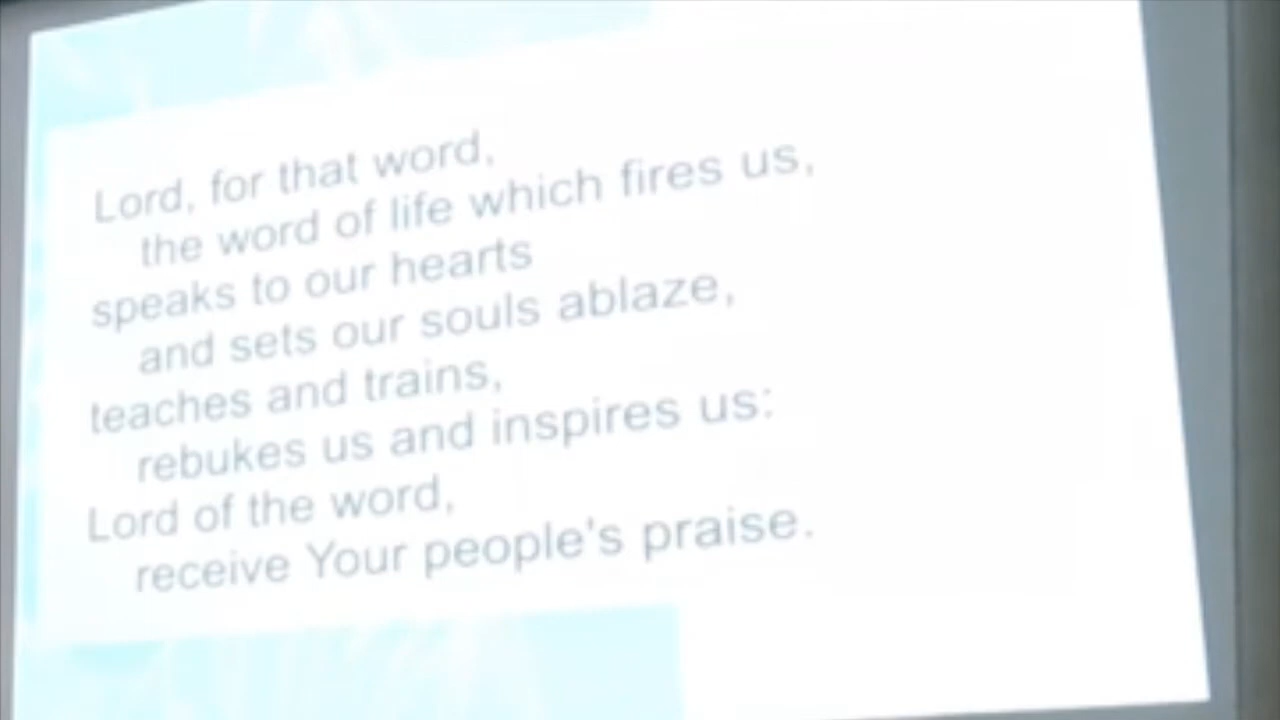 Lord, for that word,
the word of life which fires us,
speaks to our hearts
and sets our souls ablaze,
teaches and trains,
rebukes us and inspires us:
Lord of the word,
receive Your people's praise.